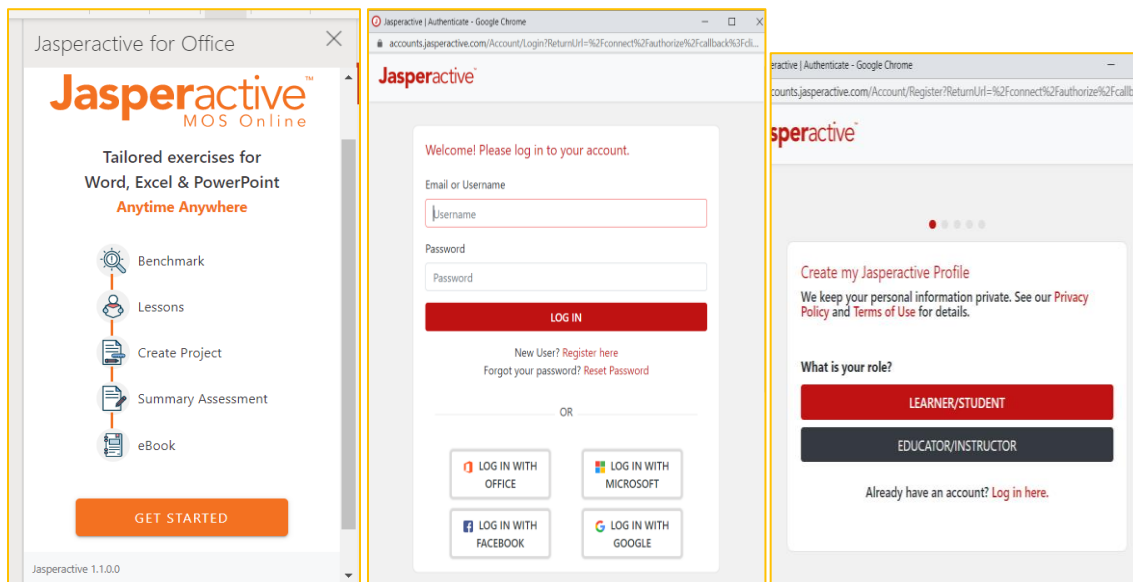 Jasperactive for Office
Jasperactive™
MOS Online
Tailored exercises for
Word, Excel & PowerPoint
Anytime Anywhere
Benchmark
Lessons
Create Project
Summary Assessment
eBook
GET STARTED
Jasperactive 1.1.0.0
Jasperactive | Authenticate - Google Chrome
accounts.jasperactive.com/Account/Login?ReturnUrl=%2Fconnect%2Fauthorize%2Fcallback%3Fcli...
Jasperactive™
Welcome! Please log in to your account.
Email or Username
Username
Password
Password
LOG IN
New User? Register here
Forgot your password? Reset Password
OR
LOG IN WITH
OFFICE
LOG IN WITH
MICROSOFT
LOG IN WITH
FACEBOOK
LOG IN WITH
GOOGLE
eractive | Authenticate - Google Chrome
counts.jasperactive.com/Account/Register?ReturnUrl=%2Fconnect%2Fauthorize%2Fcallb
speractive™
Create my Jasperactive Profile
We keep your personal information private. See our Privacy
Policy and Terms of Use for details.
What is your role?
LEARNER/STUDENT
EDUCATOR/INSTRUCTOR
Already have an account? Log in here.